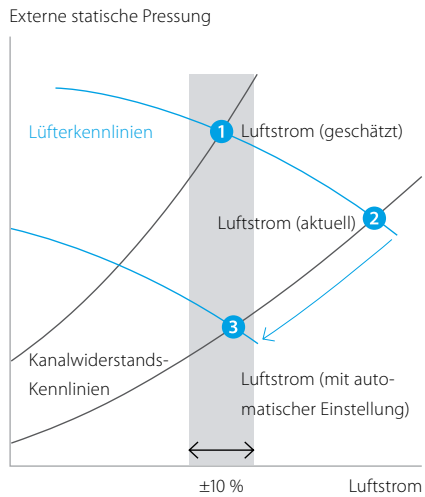 Externe statische Pressung
Lüfterkennlinien
1
Luftstrom (geschätzt)
Luftstrom (aktuell)
2
3
Kanalwiderstands-
Kennlinien
Luftstrom (mit auto-
matischer Einstellung)
±10 %
Luftstrom